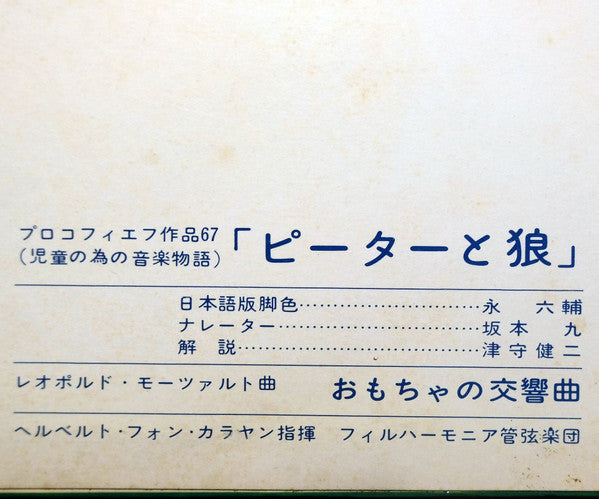 プロコフィエフ作品67
(児童の為の音楽物語)
「ピーターと狼」
日本語版脚色…………………………永 六輔
ナレーター……………………………坂本 九
解 説…………………………………津守健二
レオポルド・モーツァルト曲 おもちゃの交響曲
ヘルベルト・フォン・カラヤン指揮 フィルハーモニア管弦楽団